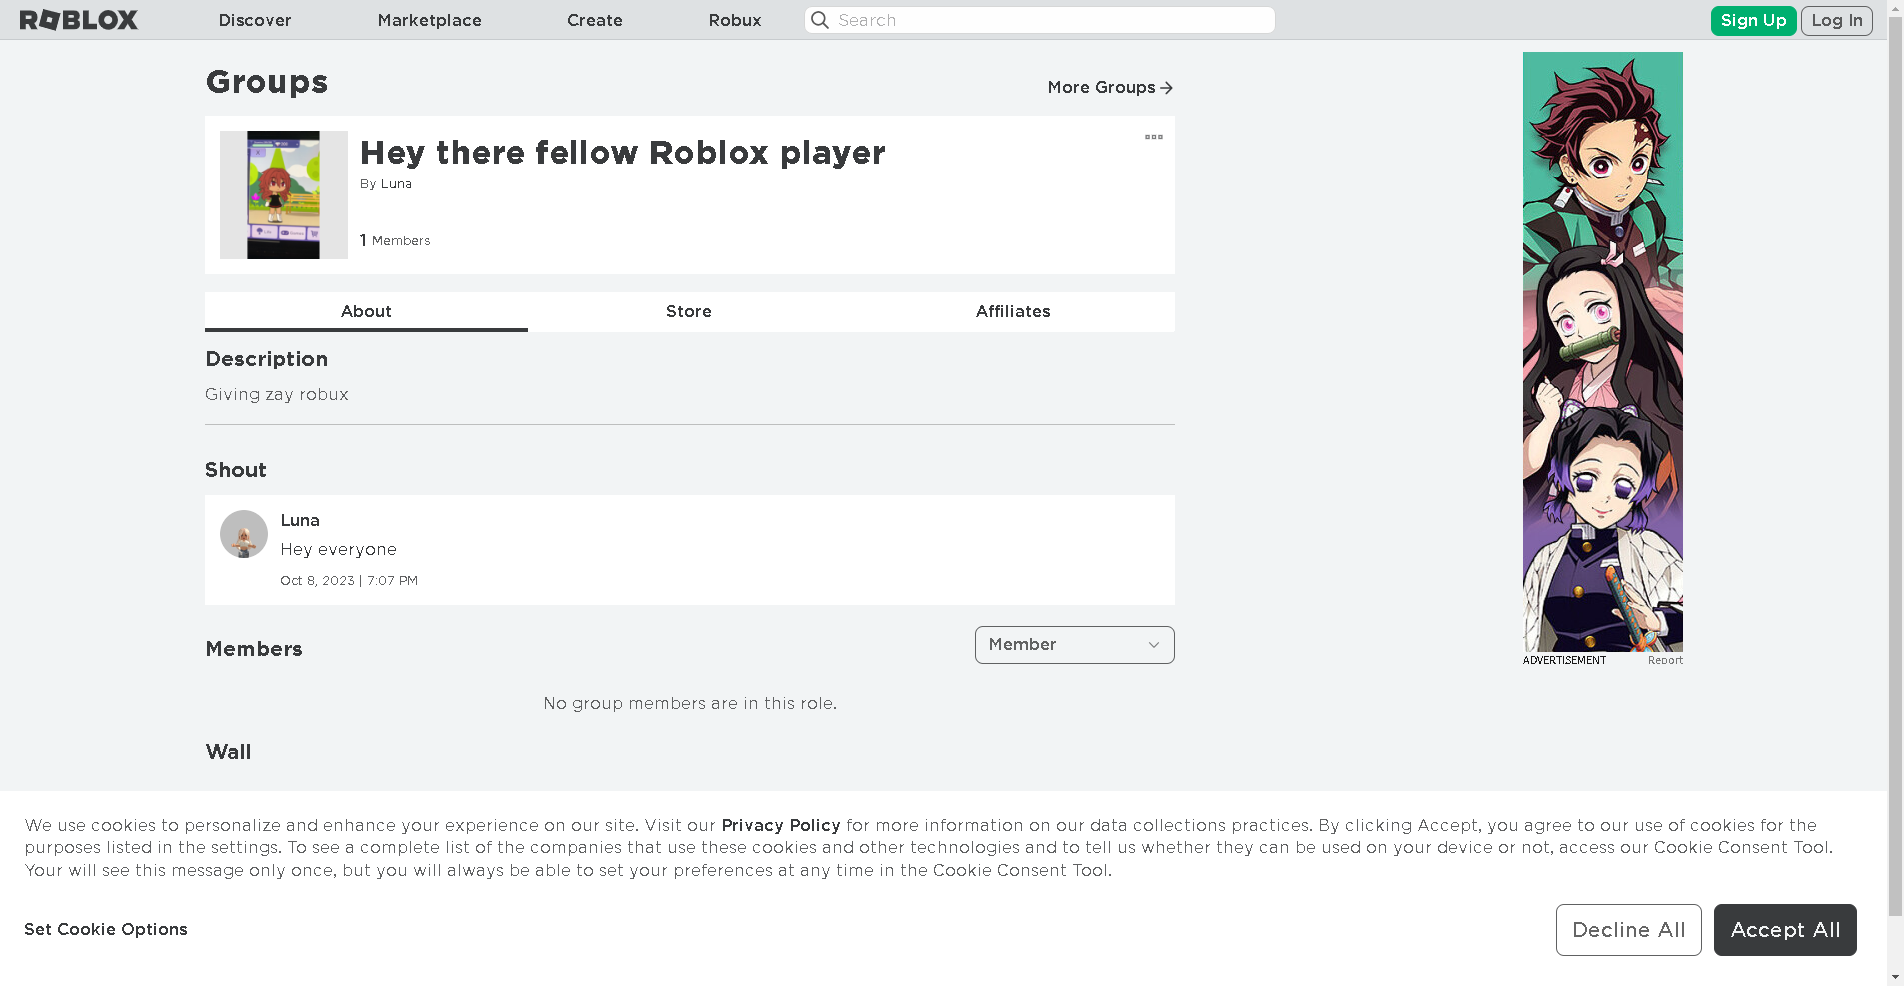 ROBLOX Discover Marketplace Create Robux Search Sign Up Log In
Groups
More Groups
Hey there fellow Roblox player
By Luna
1 Members
About Store Affiliates
Description
Giving zay robux
Shout
Luna
Hey everyone
Oct 8, 2023 | 7:07 PM
Members
Member
No group members are in this role.
Wall
ADVERTISEMENT Report
We use cookies to personalize and enhance your experience on our site. Visit our Privacy Policy for more information on our data collections practices. By clicking Accept, you agree to our use of cookies for the
purposes listed in the settings. To see a complete list of the companies that use these cookies and other technologies and to tell us whether they can be used on your device or not, access our Cookie Consent Tool.
Your will see this message only once, but you will always be able to set your preferences at any time in the Cookie Consent Tool.
Set Cookie Options
Decline All Accept All